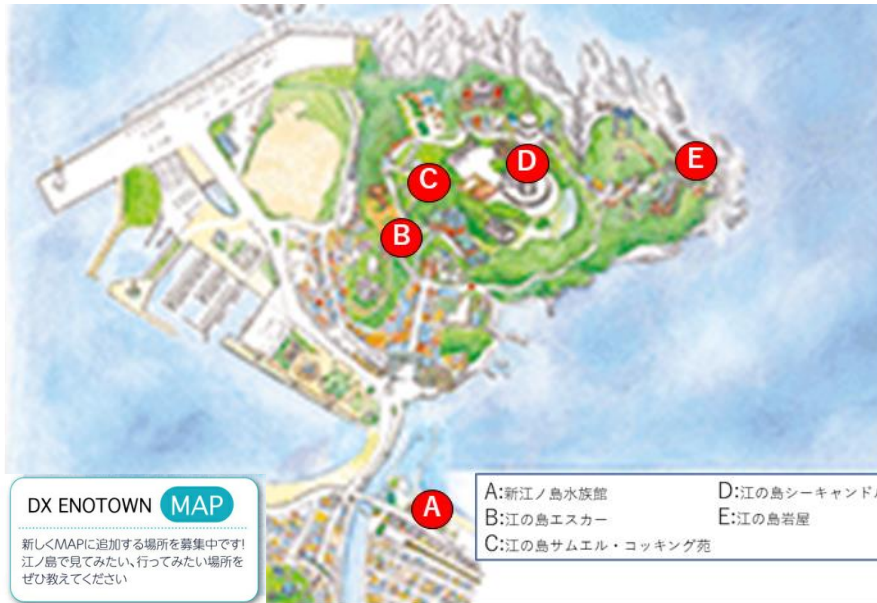 D
E
C
B
A
DX ENOTOWN MAP
新しくMAPに追加する場所を募集中です!
江ノ島で見てみたい、行ってみたい場所を
ぜひ教えてください
A:新江ノ島水族館
B:江の島エスカー
C:江の島サムエル・コッキング苑
D:江の島シーキャンドル
E:江の島岩屋